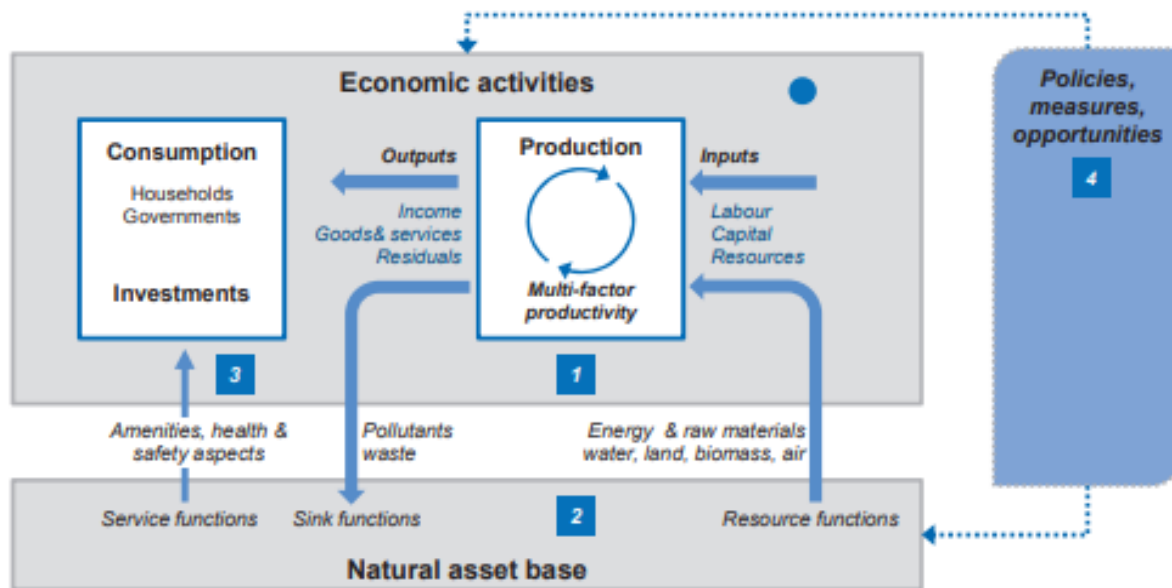 Economic activities
Policies,
measures,
opportunities
4
Consumption
Households
Governments
Investments
3
Outputs
Income
Goods& services
Residuals
Production
Multi-factor
productivity
1
Inputs
Labour
Capital
Resources
Amenities, health &
safety aspects
Pollutants
waste
Energy & raw materials
water, land, biomass, air
Service functions
Sink functions
2
Resource functions
Natural asset base